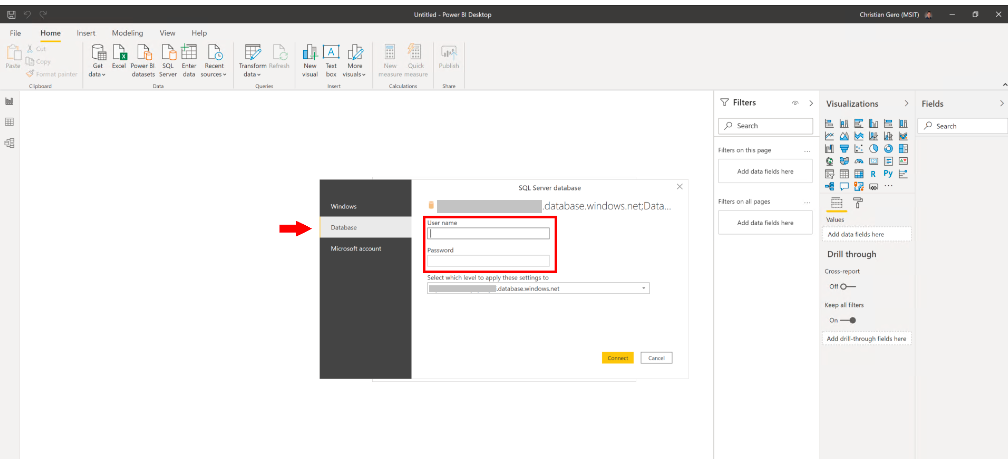 Untitled - Power BI Desktop
Christian Gero (MSIT)
File Home Insert Modeling View Help
Paste
Cut
Copy
Format painter
Clipboard
Get data
Excel
Power BI datasets
SQL Server
Enter data
Recent sources
Data
Transform data
Refresh
Queries
New visual
Text box
More visuals
Insert
New measure
Quick measure
Calculations
Publish
Share
SQL Server database
Windows
Database
Microsoft account
.database.windows.net;Data...
User name
Password
Select which level to apply these settings to
.database.windows.net
Connect Cancel
Filters
Search
Filters on this page ...
Add data fields here
Filters on all pages ...
Add data fields here
Visualizations
R Py
...
Values
Add data fields here
Drill through
Cross-report
Off
Keep all filters
On
Add drill-through fields here
Fields
Search